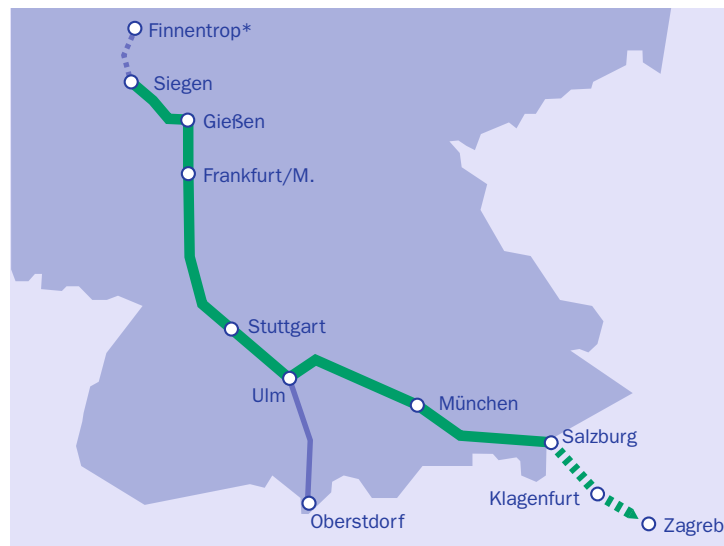 Finnentrop*
Siegen
Gießen
Frankfurt/M.
Stuttgart
Ulm
München
Salzburg
Klagenfurt
Oberstdorf
Zagreb